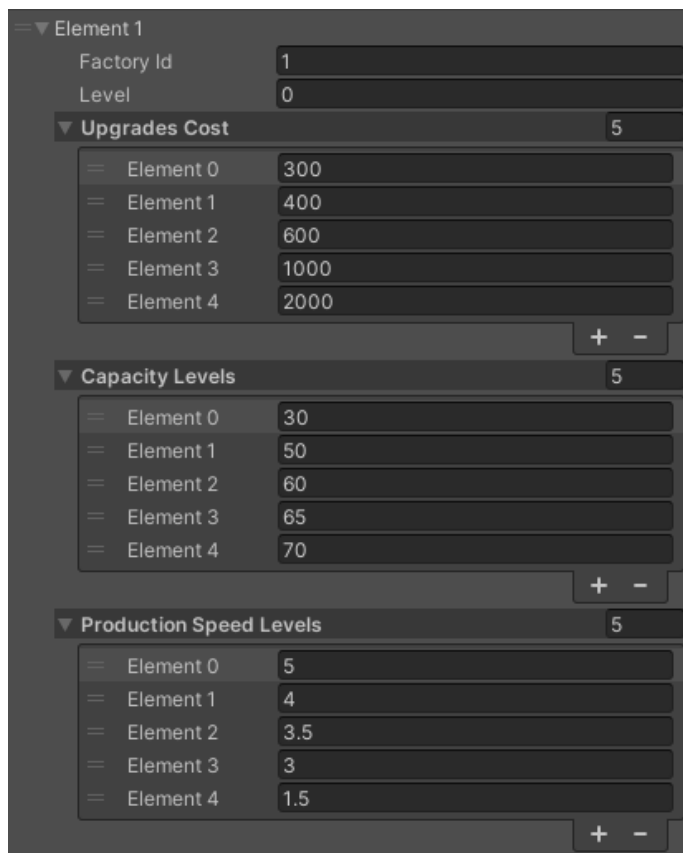 Element 1
Factory Id 1
Level 0
Upgrades Cost 5
Element 0 300
Element 1 400
Element 2 600
Element 3 1000
Element 4 2000
+ -
Capacity Levels 5
Element 0 30
Element 1 50
Element 2 60
Element 3 65
Element 4 70
+ -
Production Speed Levels 5
Element 0 5
Element 1 4
Element 2 3.5
Element 3 3
Element 4 1.5
+ -